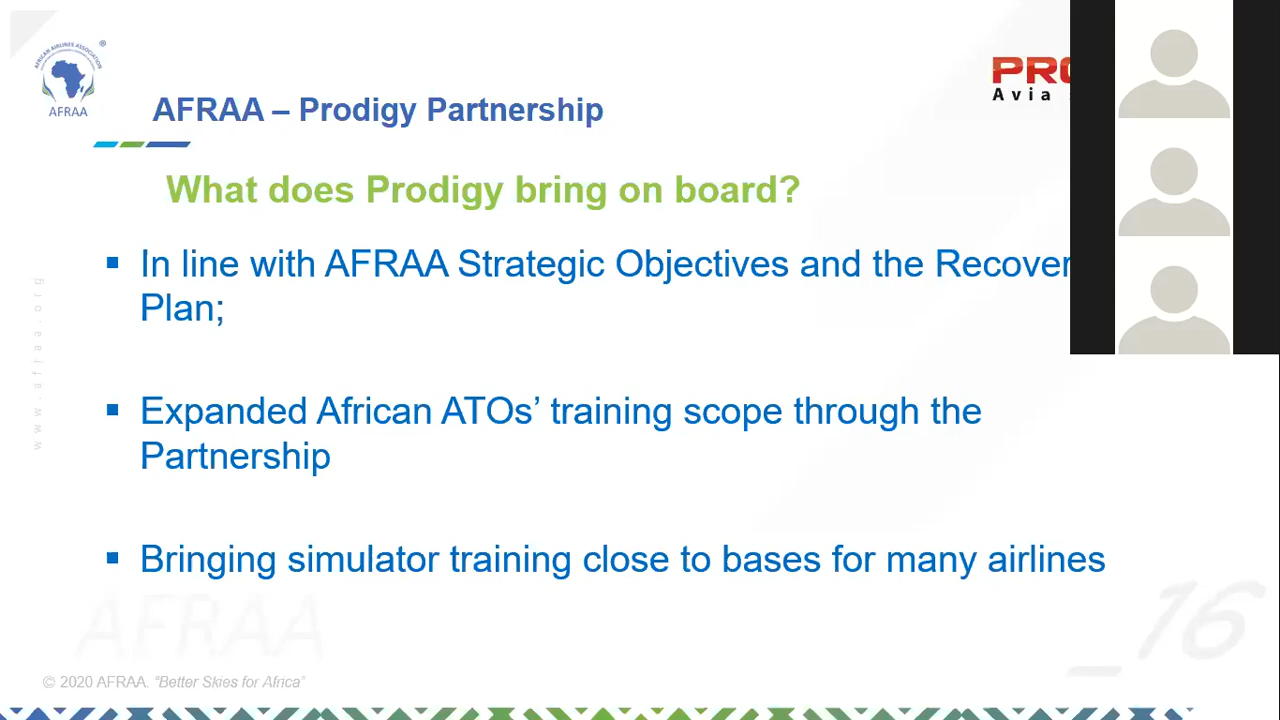 AFRICAN AIRLINES ASSOCIATION
®
AFRAA
AFRAA – Prodigy Partnership
PRO
Avia
What does Prodigy bring on board?
▪ In line with AFRAA Strategic Objectives and the Recover
Plan;
▪ Expanded African ATOs’ training scope through the
Partnership
▪ Bringing simulator training close to bases for many airlines
www.afraa.org
AFRAA
_16
© 2020 AFRAA. “Better Skies for Africa”